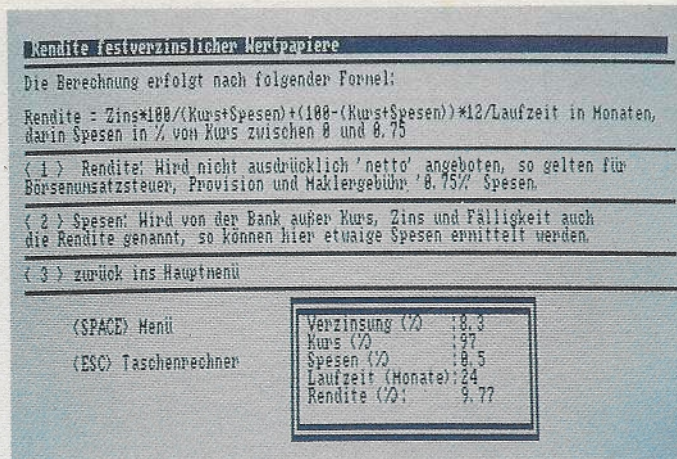 Rendite festverzinslicher Wertpapiere
Die Berechnung erfolgt nach folgender Formel:
Rendite = Zins*100/(Kurs+Spesen)+(100-(Kurs+Spesen))*12/Laufzeit in Monaten,
darin Spesen in % von Kurs zwischen 0 und 0.75
< 1 > Rendite: Wird nicht ausdrücklich 'netto' angeboten, so gelten für
Börsenumsatzsteuer, Provision und Maklergebühr '0.75%' Spesen.
< 2 > Spesen: Wird von der Bank außer Kurs, Zins und Fälligkeit auch
die Rendite genannt, so können hier etwaige Spesen ermittelt werden.
< 3 > zurück ins Hauptmenü
<SPACE> Menü
<ESC> Taschenrechner
Verzinsung (%) :8.3
Kurs (%) :97
Spesen (%) :0.5
Laufzeit (Monate):24
Rendite (%): 9.77